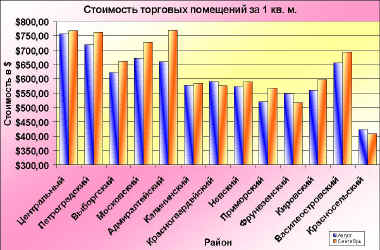 Стоимость торговых помещений за 1 кв. м.
Стоимость в $
$800,00
$750,00
$700,00
$650,00
$600,00
$550,00
$500,00
$450,00
$400,00
$350,00
$300,00
Центральный
Петроградский
Выборгский
Московский
Адмиралтейский
Калининский
Красногвардейский
Невский
Приморский
Фрунзенский
Кировский
Василеостровский
Красносельский
Район
Август
Сентябрь